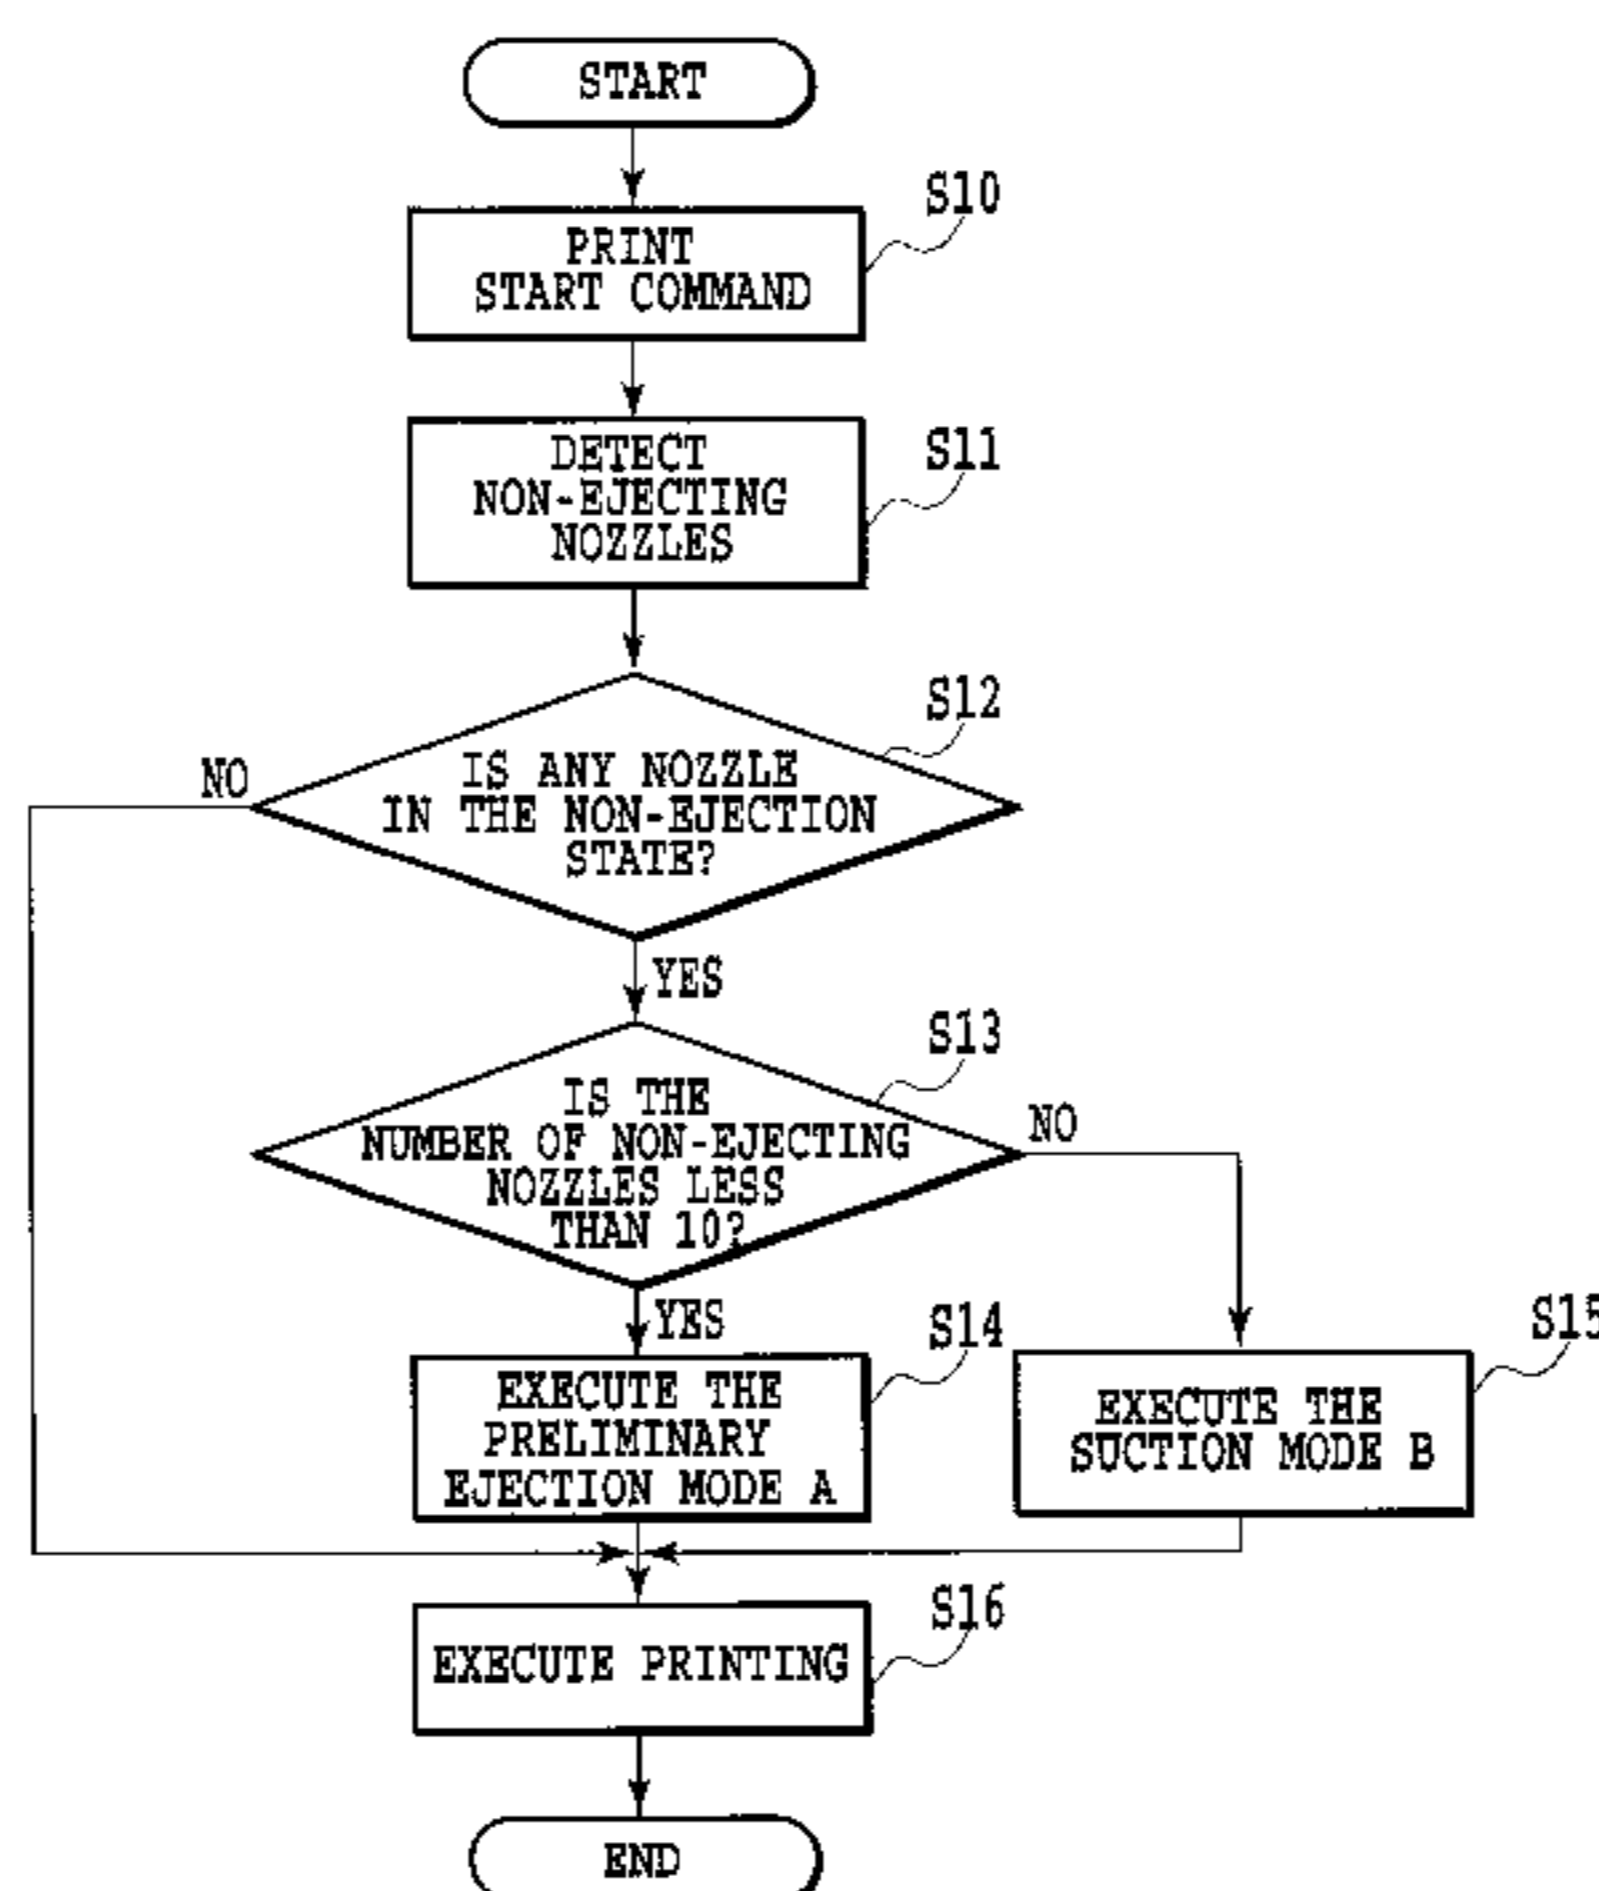 START
S10
PRINT
START COMMAND
S11
DETECT
NON-EJECTING
NOZZLES
S12
NO
IS ANY NOZZLE
IN THE NON-EJECTION
STATE?
YES
S13
IS THE
NUMBER OF NON-EJECTING
NOZZLES LESS
THAN 10?
NO
YES
S14
EXECUTE THE
PRELIMINARY
EJECTION MODE A
S15
EXECUTE THE
SUCTION MODE B
S16
EXECUTE PRINTING
END